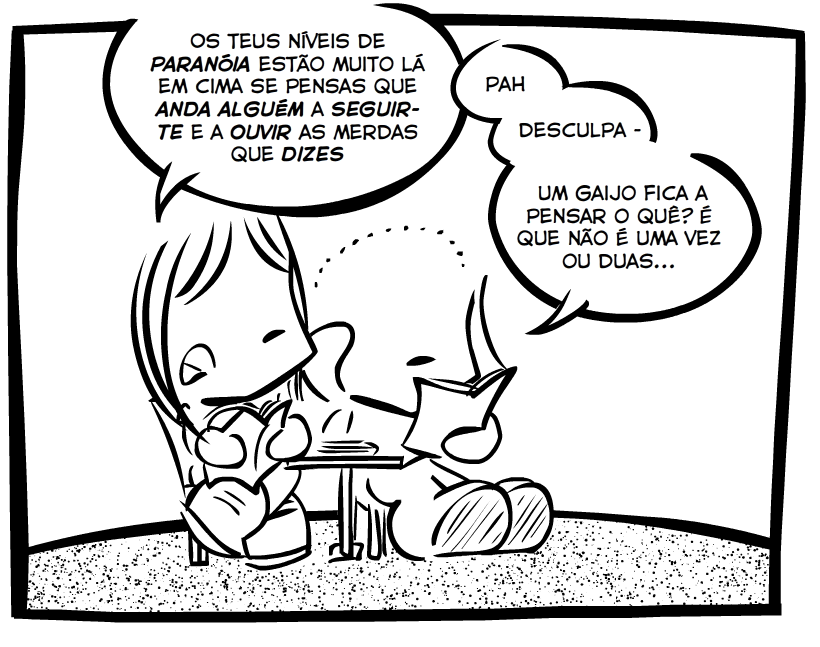 OS TEUS NÍVEIS DE
PARANÓIA ESTÃO MUITO LÁ
EM CIMA SE PENSAS QUE
ANDA ALGUÉM A SEGUIR-
TE E A OUVIR AS MERDAS
QUE DIZES
PAH
DESCULPA -
UM GAIJO FICA A
PENSAR O QUÊ? É
QUE NÃO É UMA VEZ
OU DUAS...